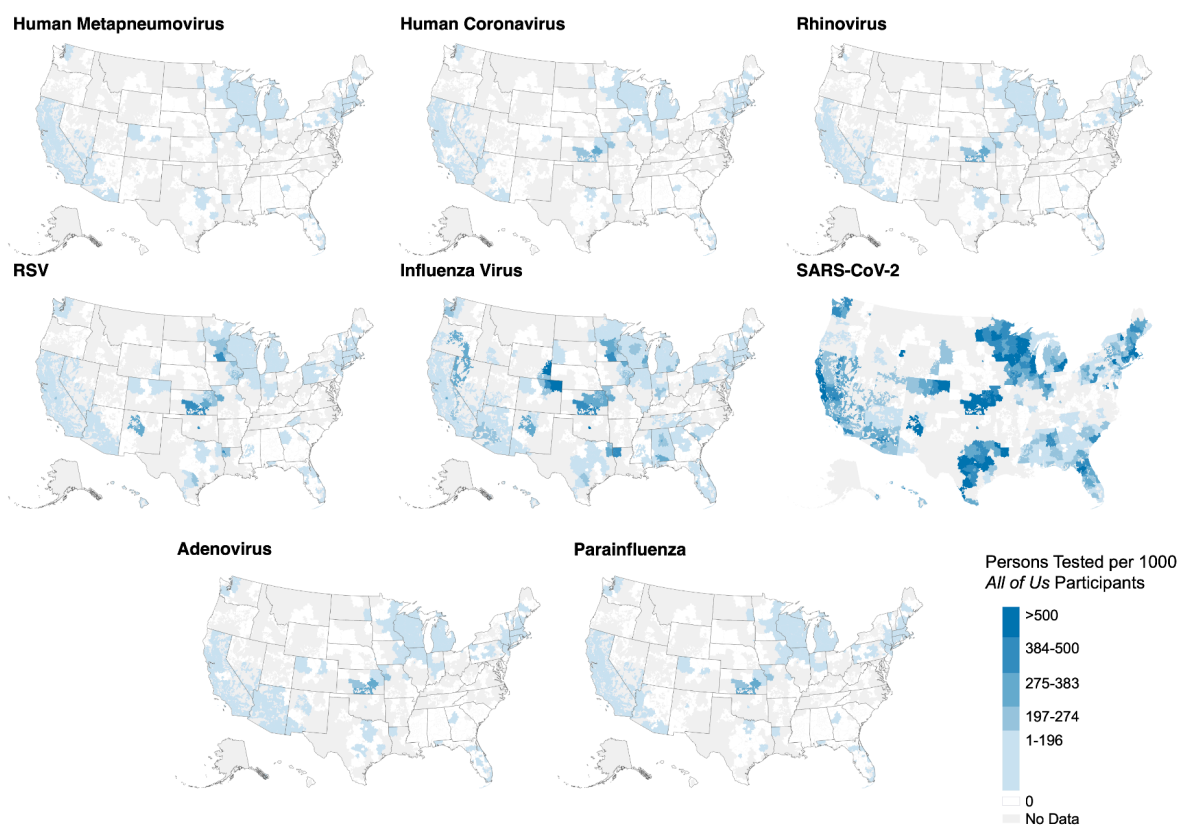 Human Metapneumovirus
Human Coronavirus
Rhinovirus
RSV
Influenza Virus
SARS-CoV-2
Adenovirus
Parainfluenza
Persons Tested per 1000
All of Us Participants
>500
384-500
275-383
197-274
1-196
0
No Data